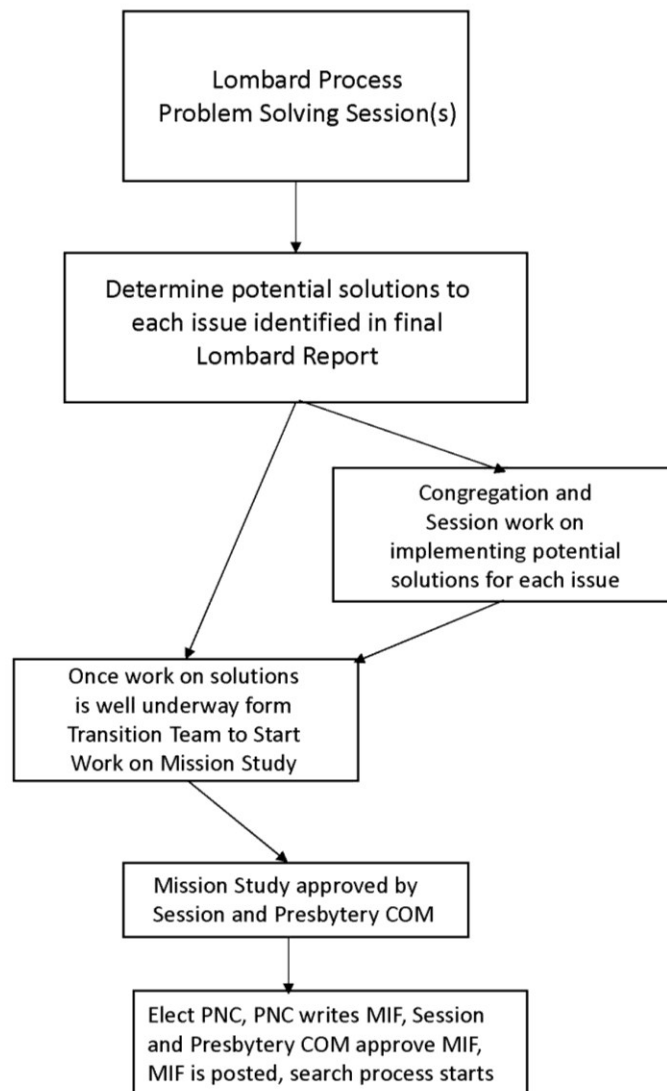 Lombard Process
Problem Solving Session(s)
Determine potential solutions to
each issue identified in final
Lombard Report
Congregation and
Session work on
implementing potential
solutions for each issue
Once work on solutions
is well underway form
Transition Team to Start
Work on Mission Study
Mission Study approved by
Session and Presbytery COM
Elect PNC, PNC writes MIF, Session
and Presbytery COM approve MIF,
MIF is posted, search process starts